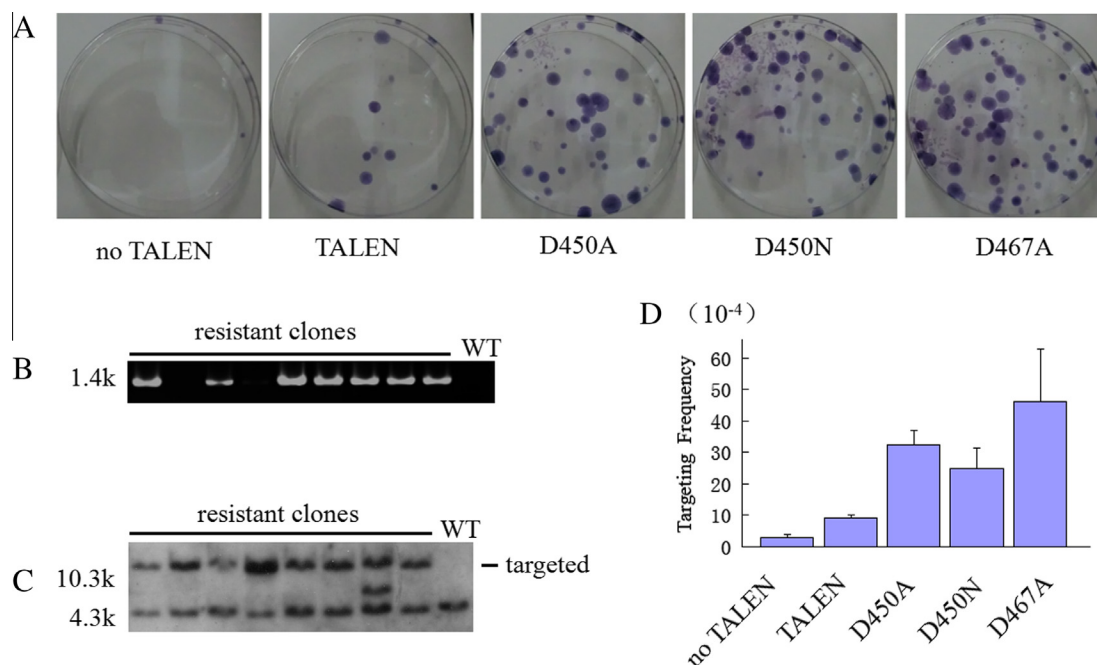 A
no TALEN TALEN D450A D450N D467A
B
resistant clones WT
1.4k
C
resistant clones WT
10.3k
4.3k
targeted
D （10-4）
Targeting Frequency
60
50
40
30
20
10
0
no TALEN TALEN D450A D450N D467A